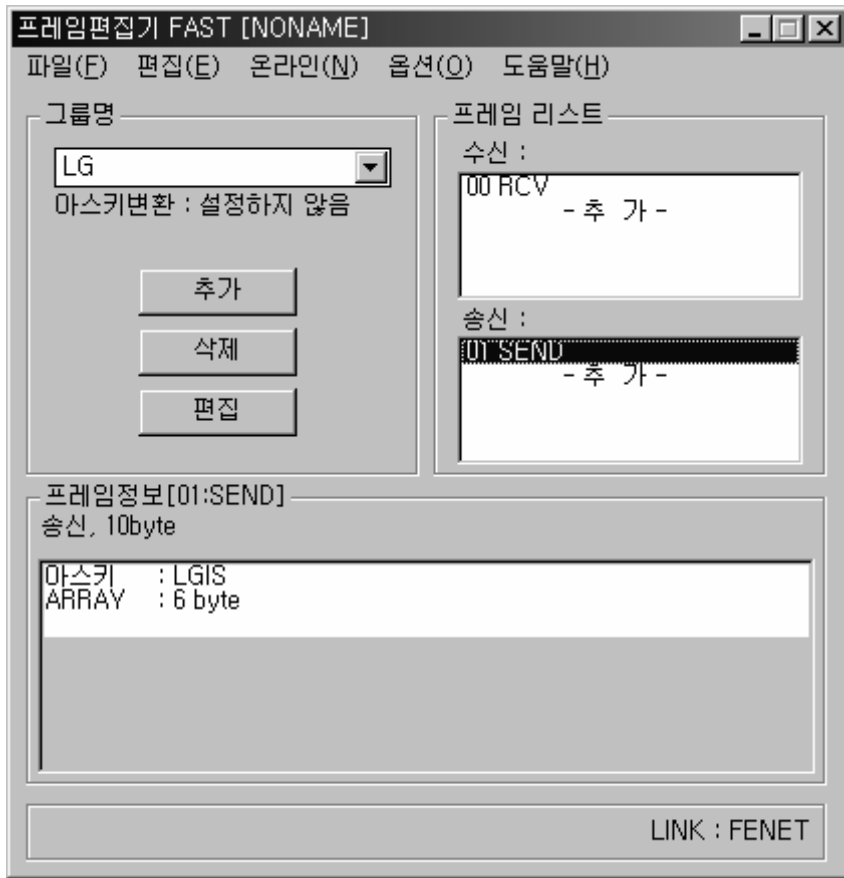 프레임편집기 FAST [NONAME]
파일(F) 편집(E) 온라인(N) 옵션(O) 도움말(H)
그룹명
LG
아스키변환 : 설정하지 않음
추가
삭제
편집
프레임 리스트
수신 :
00 RCV
- 추 가 -
송신 :
01 SEND
- 추 가 -
프레임정보[01:SEND]
송신, 10byte
아스키 : LGIS
ARRAY : 6 byte
LINK : FENET